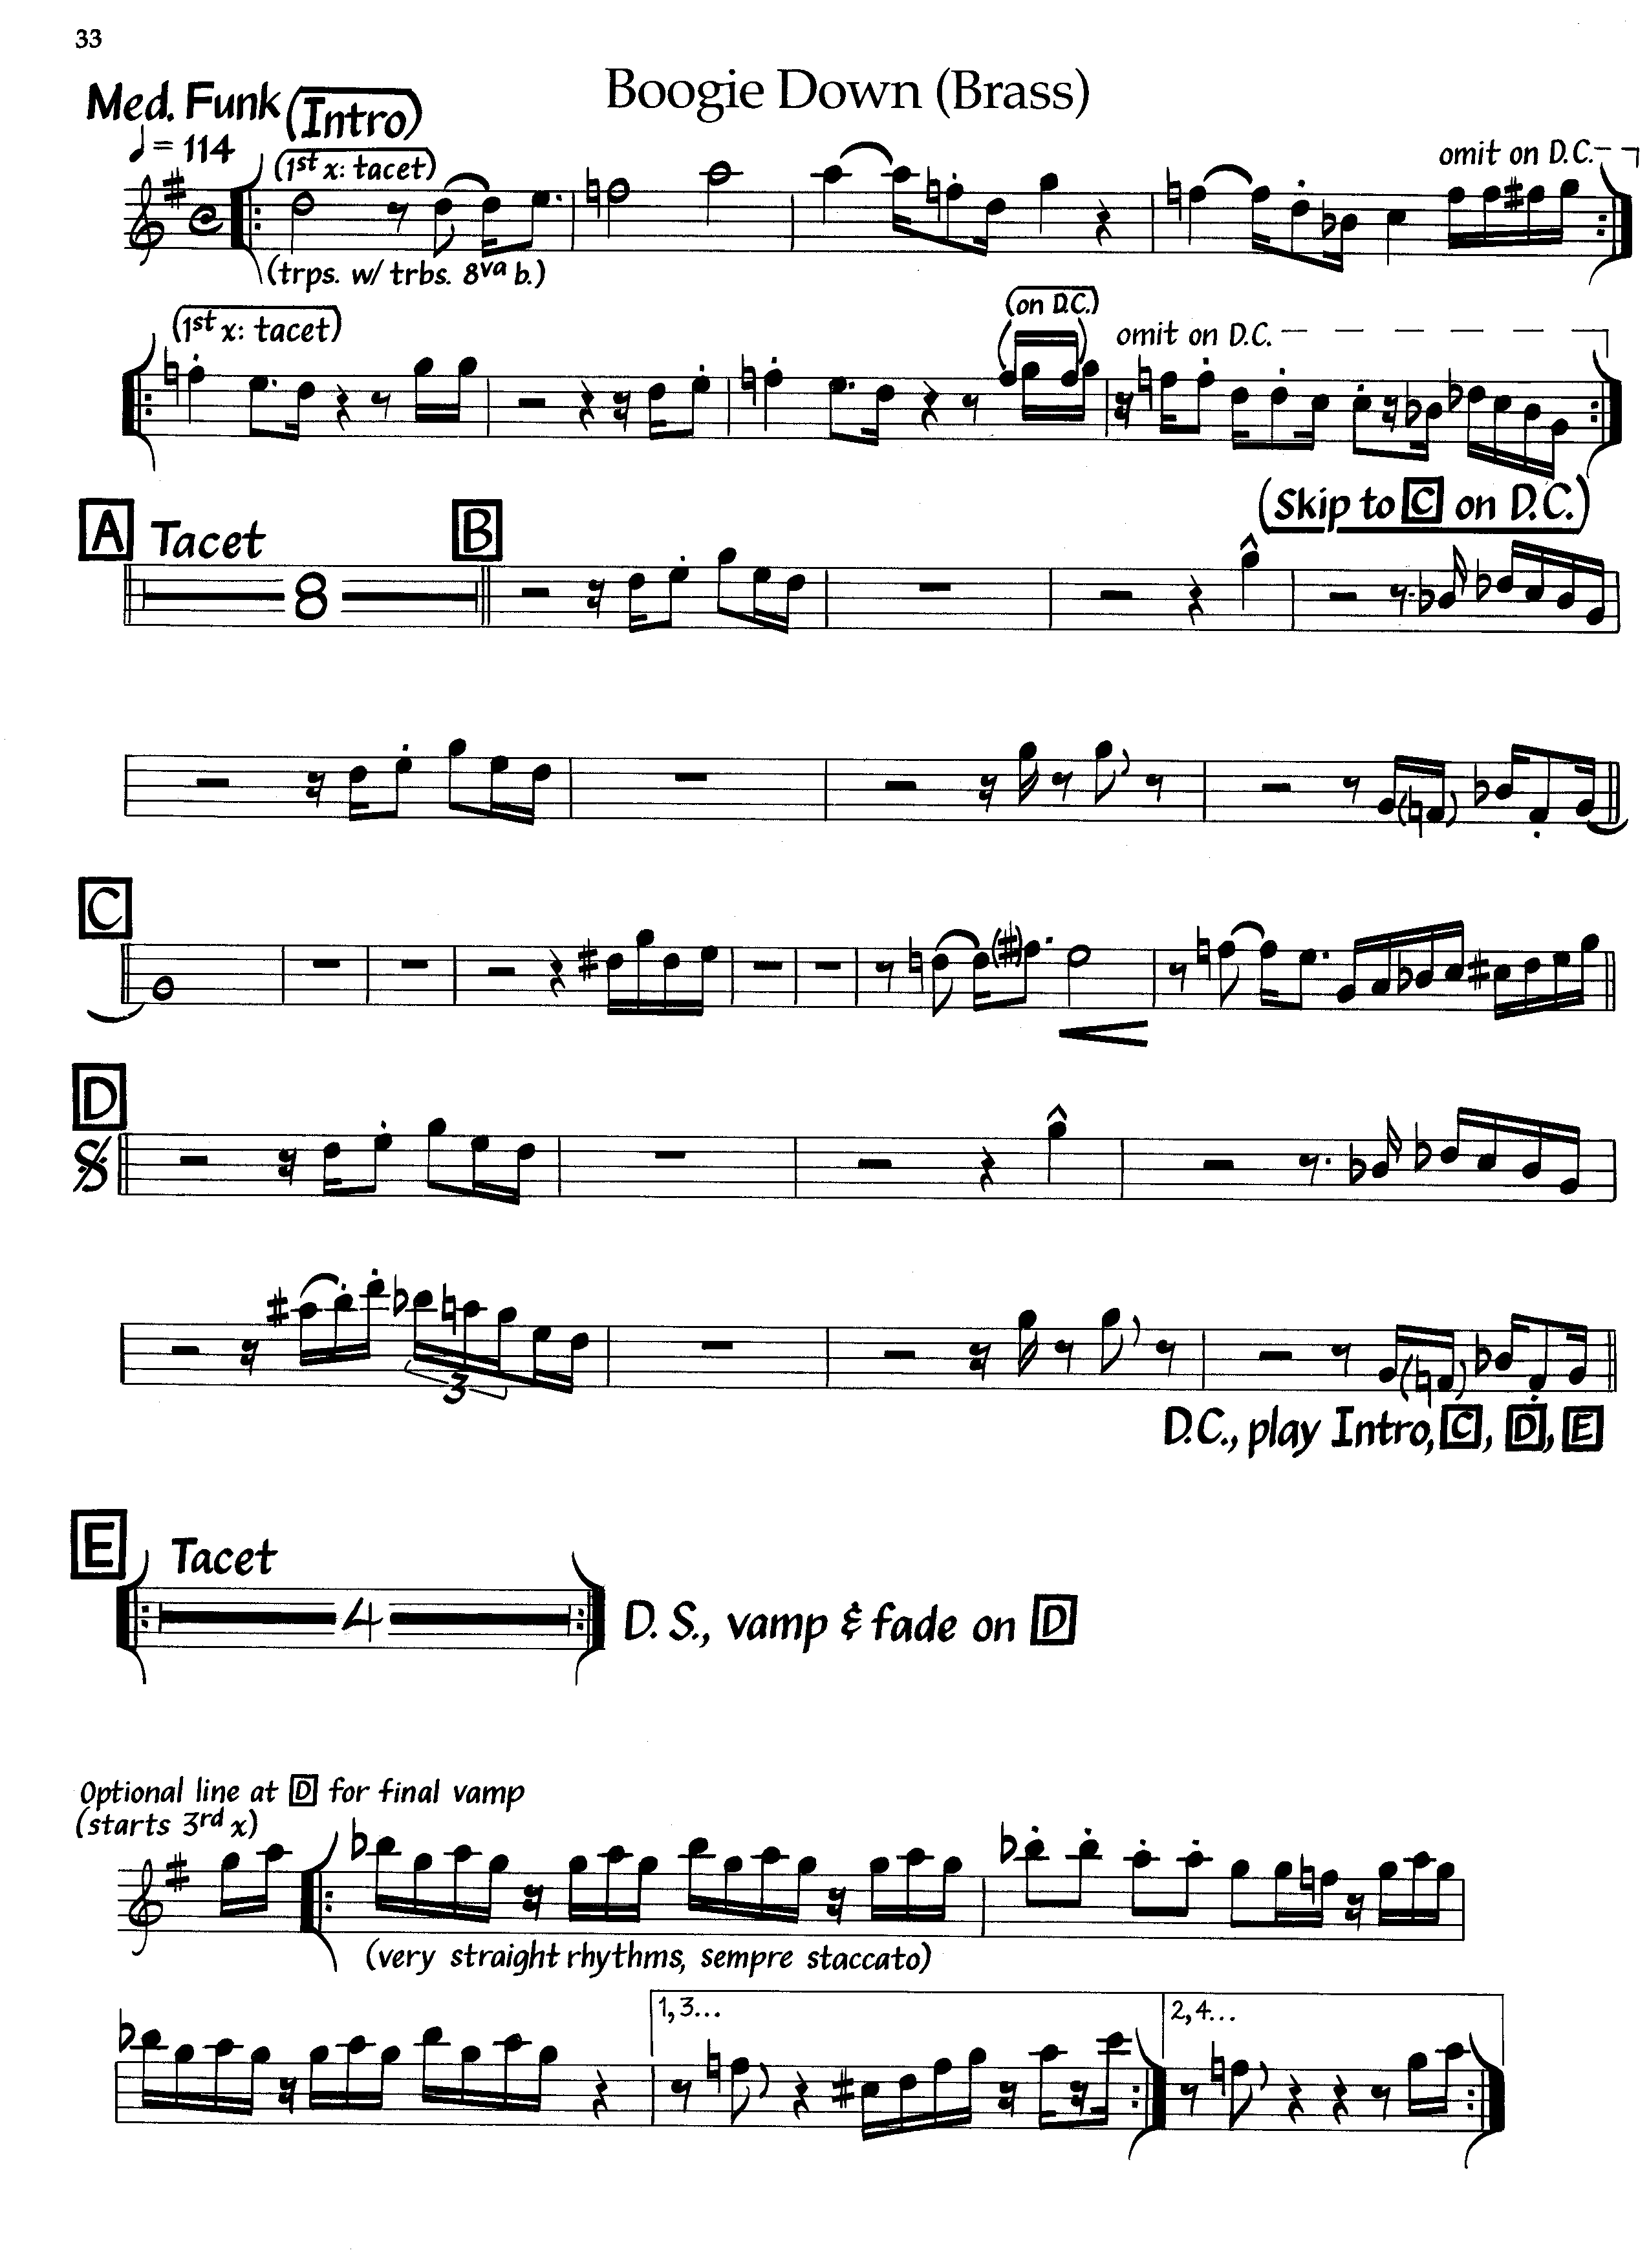 33
Boogie Down (Brass)
Med. Funk (Intro)
♩ = 114
(1st x: tacet)
omit on D.C.
(trps. w/ trbs. 8va b.)
(1st x: tacet)
(on D.C.)
omit on D.C.
(Skip to C on D.C.)
A Tacet
8
B
C
D
3
D.C., play Intro, C, D, E
E Tacet
4
D. S., vamp & fade on D
Optional line at D for final vamp
(starts 3rd x)
(very straight rhythms, sempre staccato)
1, 3...
2, 4...